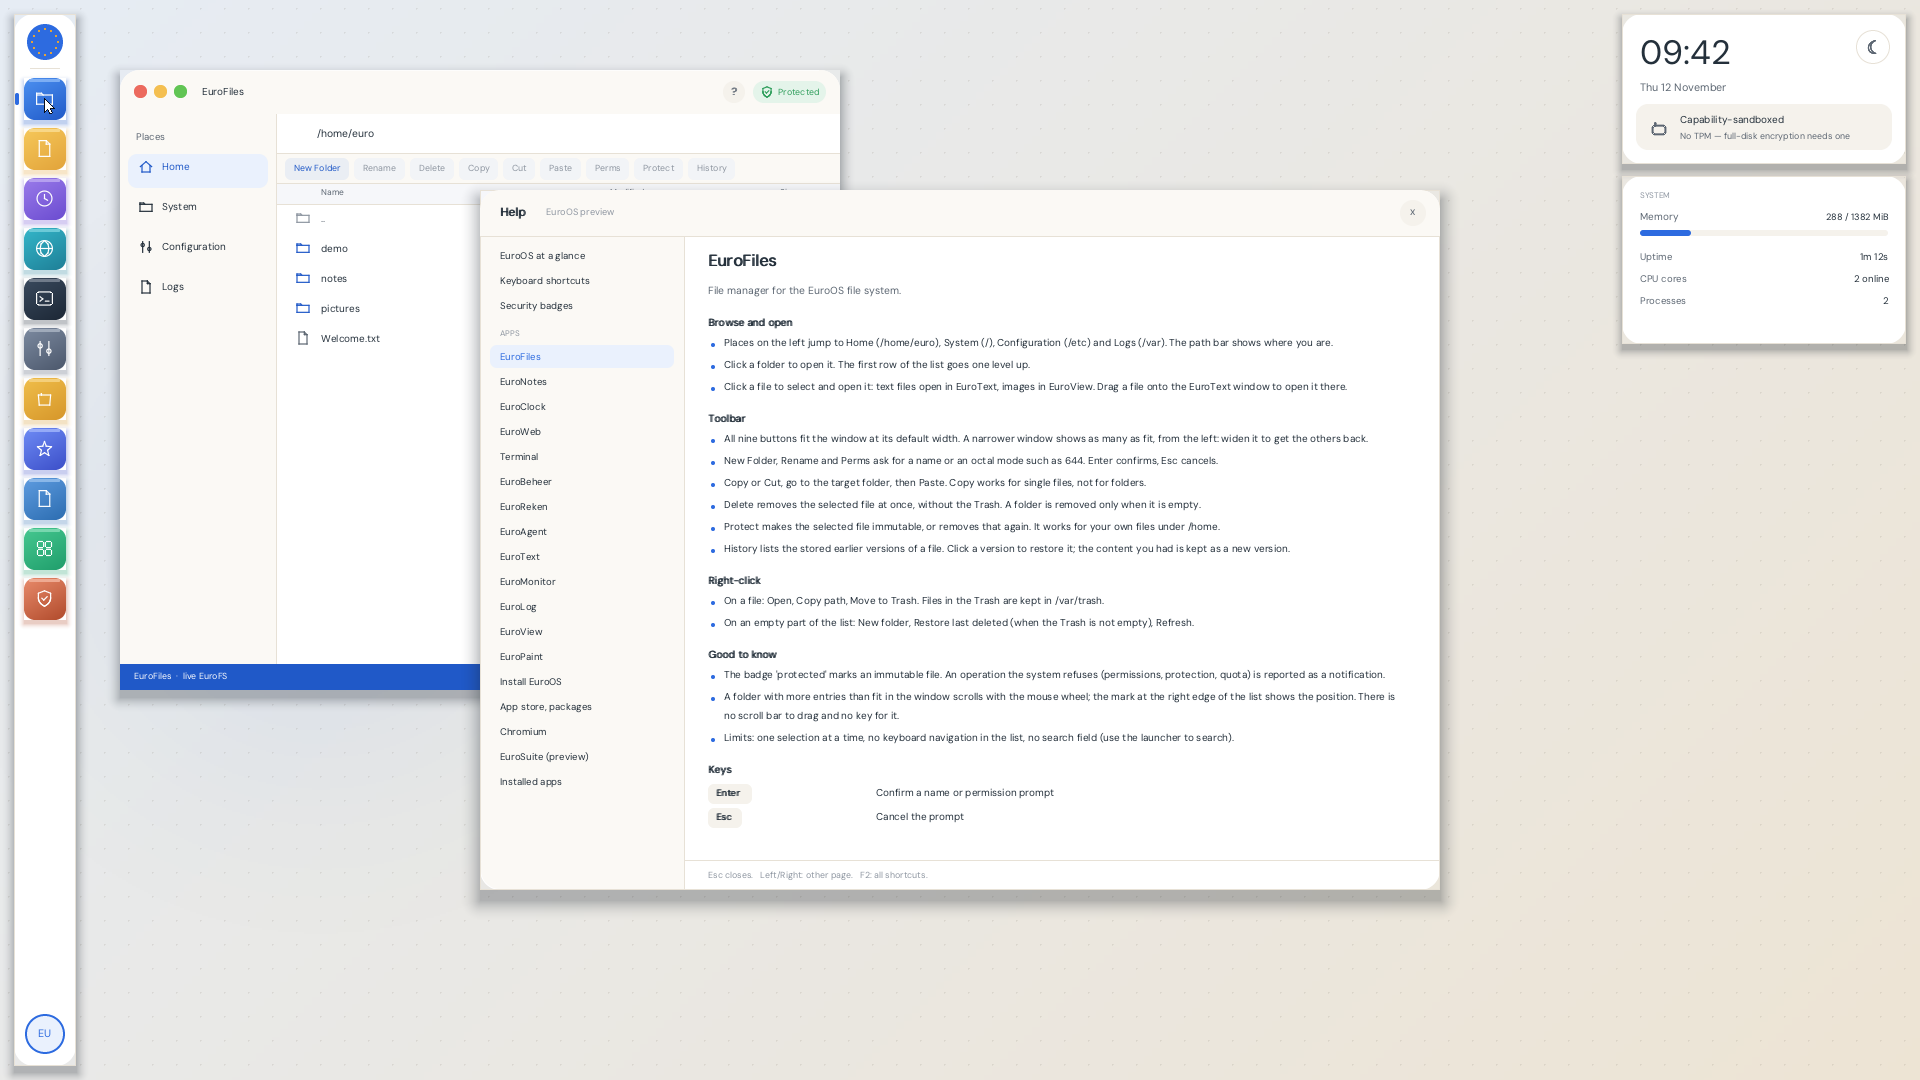 EuroFiles
?
Protected
Places
Home
System
Configuration
Logs
/home/euro
New Folder
Rename
Delete
Copy
Cut
Paste
Perms
Protect
History
Name
..
demo
notes
pictures
Welcome.txt
EuroFiles · live EuroFS
EU
Help
EuroOS preview
x
EuroOS at a glance
Keyboard shortcuts
Security badges
APPS
EuroFiles
EuroNotes
EuroClock
EuroWeb
Terminal
EuroBeheer
EuroReken
EuroAgent
EuroText
EuroMonitor
EuroLog
EuroView
EuroPaint
Install EuroOS
App store, packages
Chromium
EuroSuite (preview)
Installed apps
EuroFiles
File manager for the EuroOS file system.
Browse and open
Places on the left jump to Home (/home/euro), System (/), Configuration (/etc) and Logs (/var). The path bar shows where you are.
Click a folder to open it. The first row of the list goes one level up.
Click a file to select and open it: text files open in EuroText, images in EuroView. Drag a file onto the EuroText window to open it there.
Toolbar
All nine buttons fit the window at its default width. A narrower window shows as many as fit, from the left: widen it to get the others back.
New Folder, Rename and Perms ask for a name or an octal mode such as 644. Enter confirms, Esc cancels.
Copy or Cut, go to the target folder, then Paste. Copy works for single files, not for folders.
Delete removes the selected file at once, without the Trash. A folder is removed only when it is empty.
Protect makes the selected file immutable, or removes that again. It works for your own files under /home.
History lists the stored earlier versions of a file. Click a version to restore it; the content you had is kept as a new version.
Right-click
On a file: Open, Copy path, Move to Trash. Files in the Trash are kept in /var/trash.
On an empty part of the list: New folder, Restore last deleted (when the Trash is not empty), Refresh.
Good to know
The badge 'protected' marks an immutable file. An operation the system refuses (permissions, protection, quota) is reported as a notification.
A folder with more entries than fit in the window scrolls with the mouse wheel; the mark at the right edge of the list shows the position. There is
no scroll bar to drag and no key for it.
Limits: one selection at a time, no keyboard navigation in the list, no search field (use the launcher to search).
Keys
Enter Confirm a name or permission prompt
Esc Cancel the prompt
Esc closes. Left/Right: other page. F2: all shortcuts.
09:42
Thu 12 November
Capability-sandboxed
No TPM — full-disk encryption needs one
SYSTEM
Memory 288 / 1382 MiB
Uptime 1m 12s
CPU cores 2 online
Processes 2